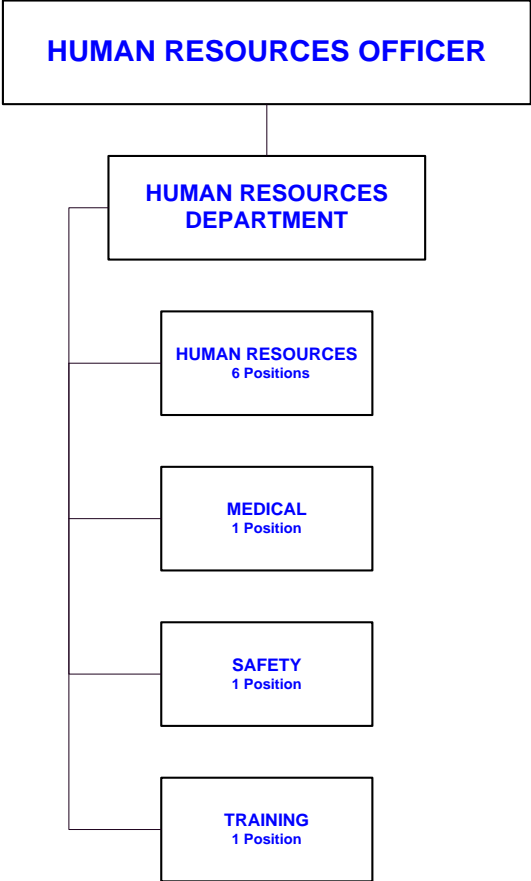 HUMAN RESOURCES OFFICER
HUMAN RESOURCES
DEPARTMENT
HUMAN RESOURCES
6 Positions
MEDICAL
1 Position
SAFETY
1 Position
TRAINING
1 Position